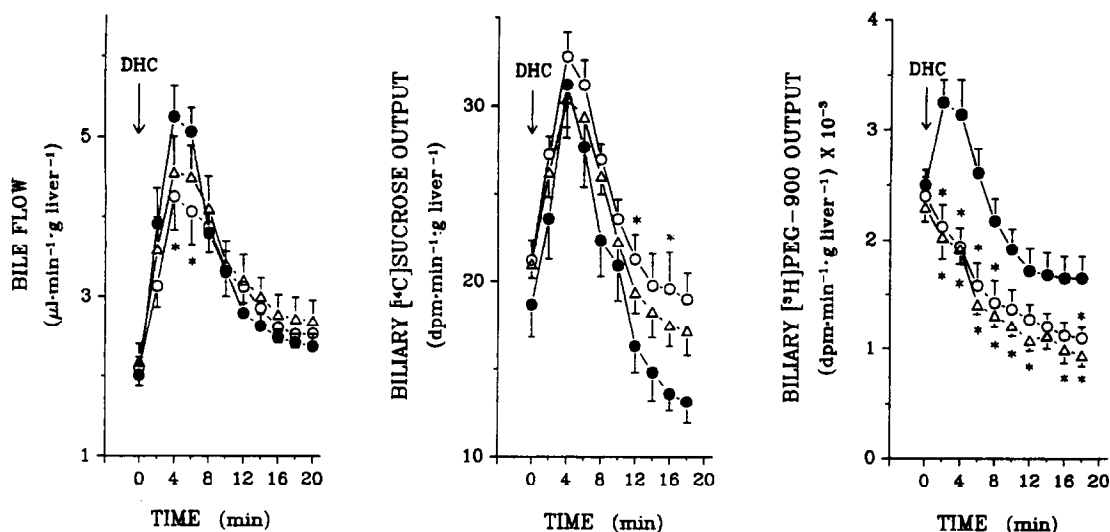 BILE FLOW
(μl·min⁻¹·g liver⁻¹)
5
3
1
DHC
*
*
0 4 8 12 16 20
TIME (min)
BILIARY [¹⁴C]SUCROSE OUTPUT
(dpm·min⁻¹·g liver⁻¹)
30
20
10
DHC
*
*
0 4 8 12 16 20
TIME (min)
BILIARY [³H]PEG-900 OUTPUT
(dpm·min⁻¹·g liver⁻¹) X 10⁻³
4
3
2
1
0
DHC
* * * * *
* * * * * * * *
0 4 8 12 16 20
TIME (min)